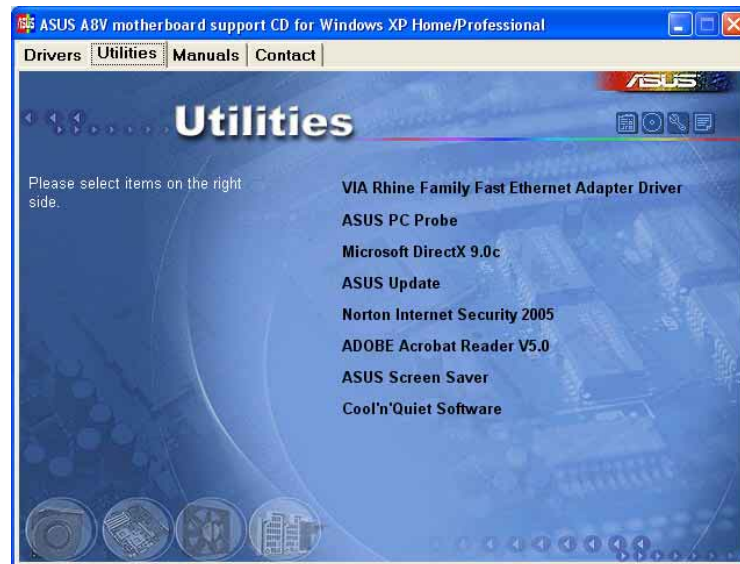 ASUS A8V motherboard support CD for Windows XP Home/Professional
Drivers Utilities Manuals Contact
ASUS
Utilities
Please select items on the right
side.
VIA Rhine Family Fast Ethernet Adapter Driver
ASUS PC Probe
Microsoft DirectX 9.0c
ASUS Update
Norton Internet Security 2005
ADOBE Acrobat Reader V5.0
ASUS Screen Saver
Cool'n'Quiet Software